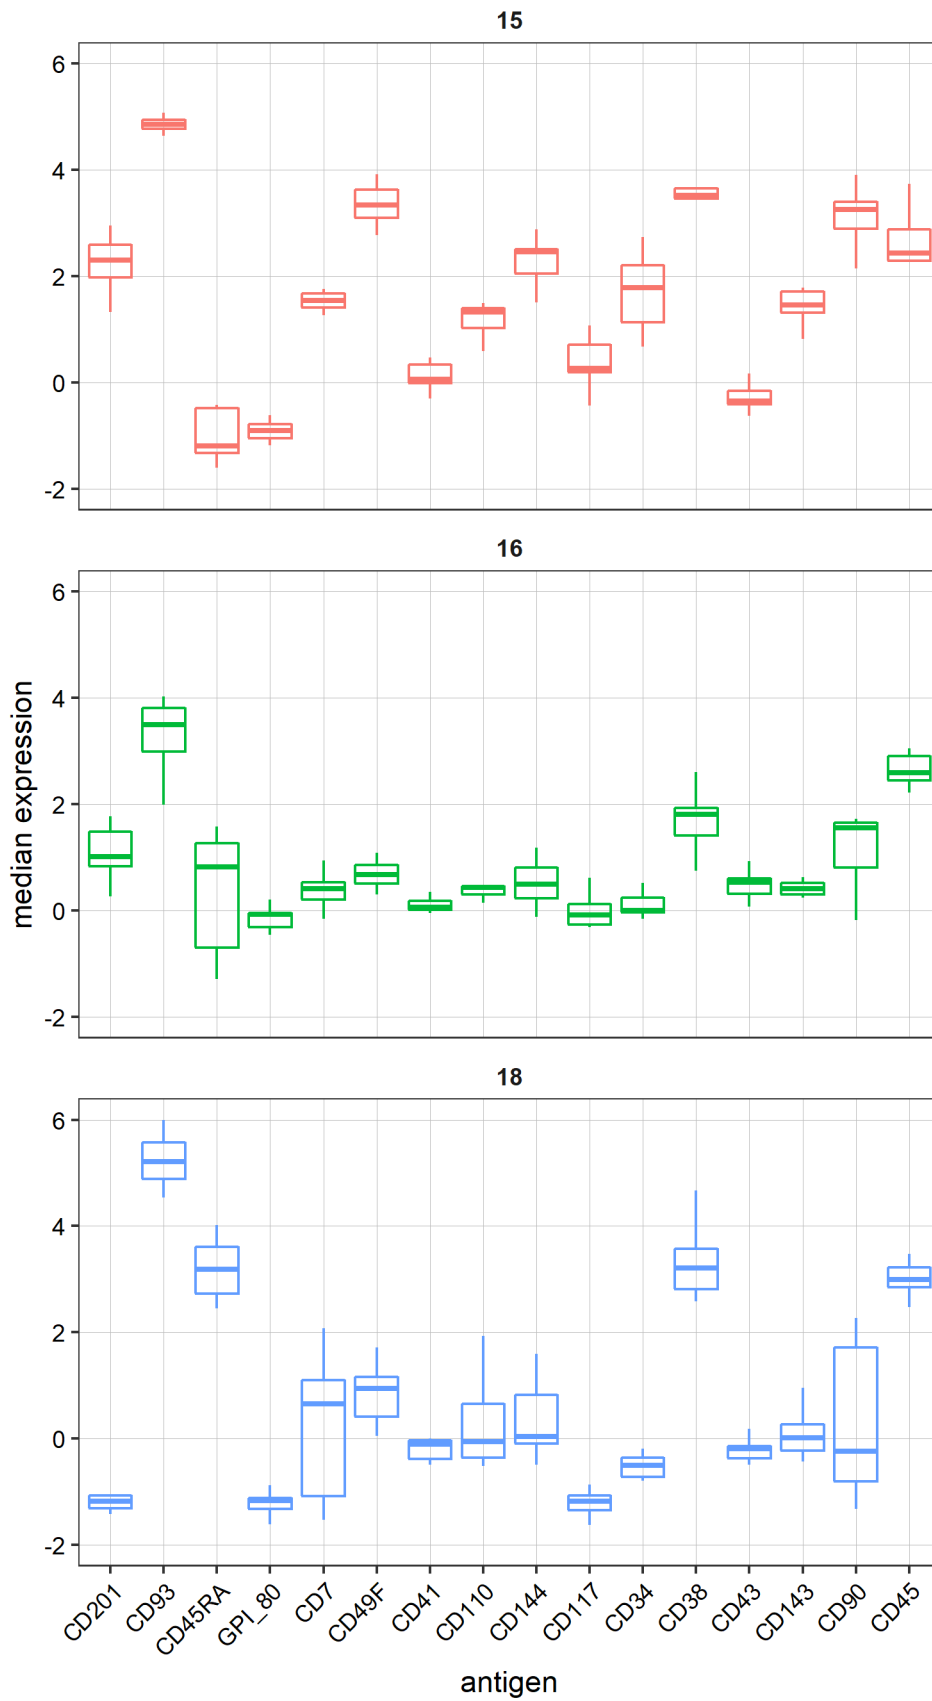 15
6
4
2
0
-2
16
6
4
2
0
-2
median expression
18
6
4
2
0
-2
CD201
CD93
CD45RA
GPI_80
CD7
CD49F
CD41
CD110
CD144
CD117
CD34
CD38
CD43
CD143
CD90
CD45
antigen